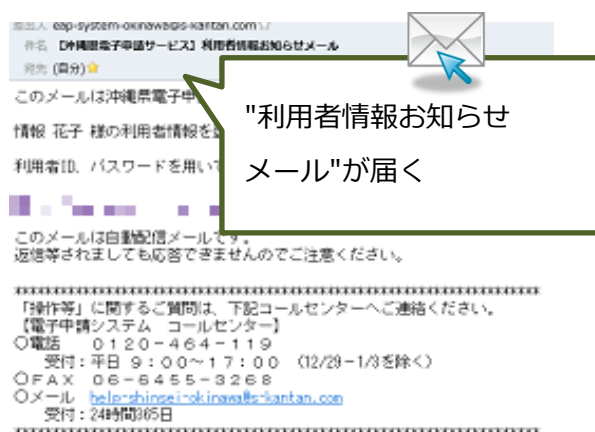 eap-system-okinawa@s-kantan.com
件名 【沖縄県電子申請サービス】利用者情報お知らせメール
宛先 (自分)
このメールは沖縄県電子申
情報 花子 様の利用者情報を
利用者ID、パスワードを用いて
"利用者情報お知らせ
メール"が届く
このメールは自動配信メールです。
返信等されましても応答できませんのでご注意ください。
「操作等」に関するご質問は、下記コールセンターへご連絡ください。
【電子申請システム コールセンター】
○電話 0120-464-119
受付：平日 9:00～17:00 (12/29-1/3を除く)
○FAX 06-6455-3268
○メール help-shinsei-okinawa@s-kantan.com
受付：24時間365日